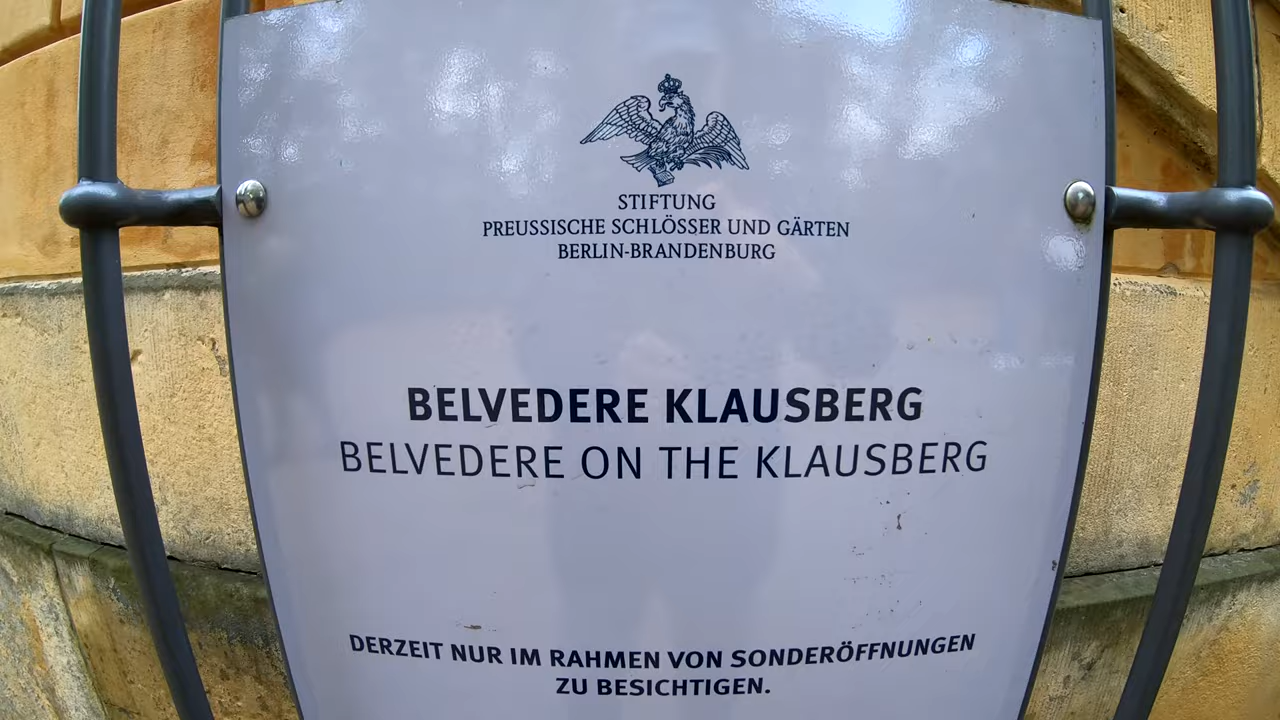 STIFTUNG
PREUSSISCHE SCHLÖSSER UND GÄRTEN
BERLIN-BRANDENBURG
BELVEDERE KLAUSBERG
BELVEDERE ON THE KLAUSBERG
DERZEIT NUR IM RAHMEN VON SONDERÖFFNUNGEN
ZU BESICHTIGEN.